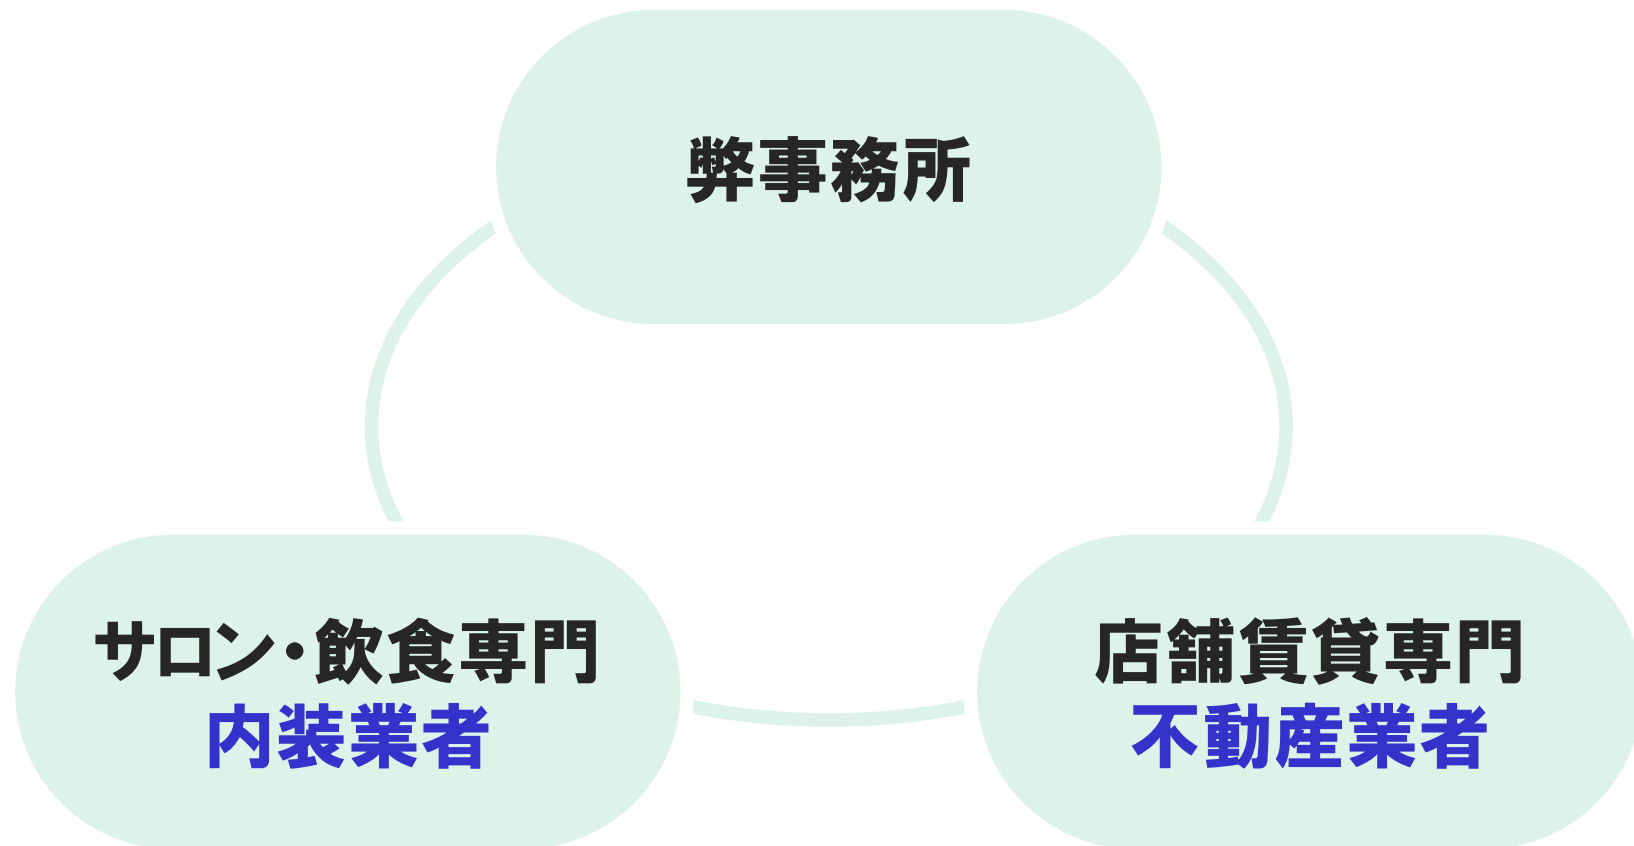 弊事務所
サロン・飲食専門
内装業者
店舗賃貸専門
不動産業者